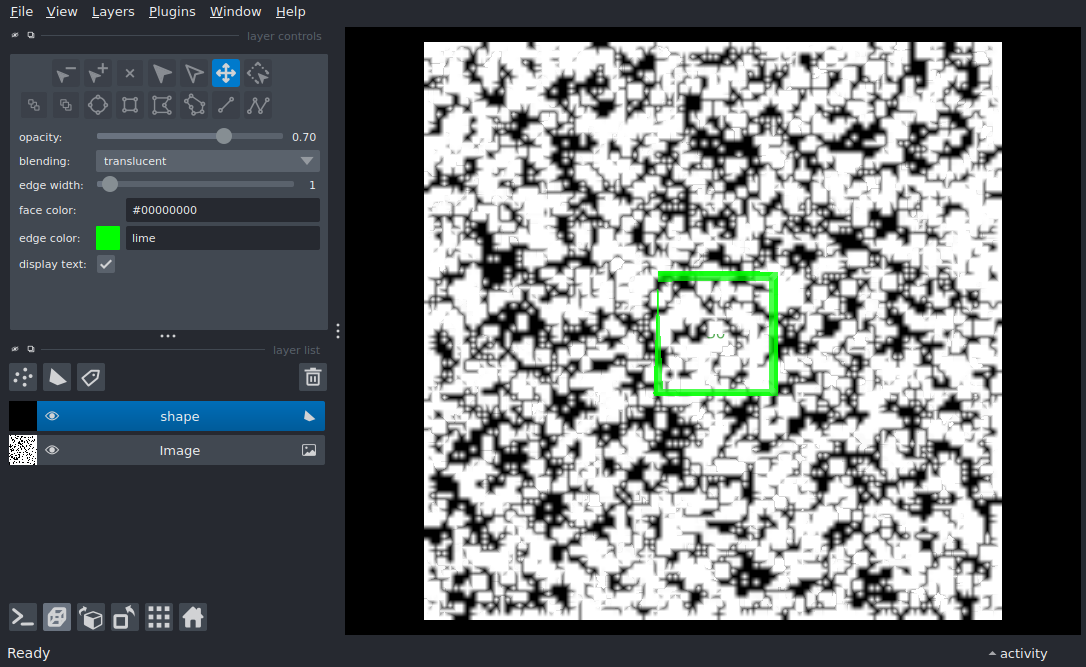 File View Layers Plugins Window Help
layer controls
opacity: 0.70
blending: translucent
edge width: 1
face color: #00000000
edge color: lime
display text:
layer list
shape
Image
Ready
activity